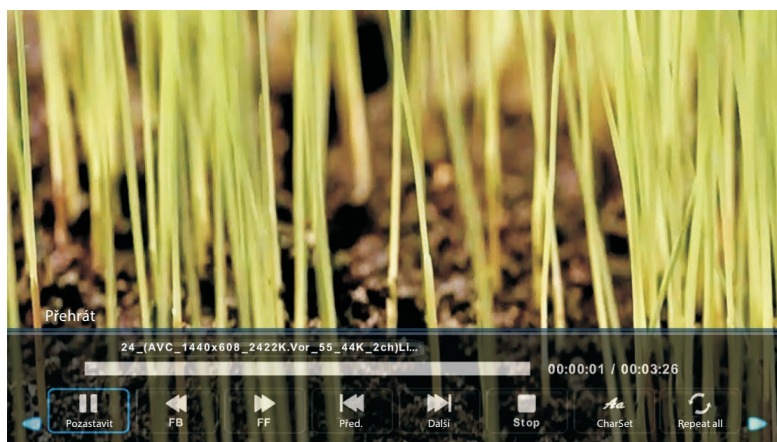 Přehrát
24_(AVC_1440x608_2422K.Vor_55_44K_2ch)Li...
00:00:01 / 00:03:26
Pozastavit FB FF Před. Další Stop CharSet Repeat all